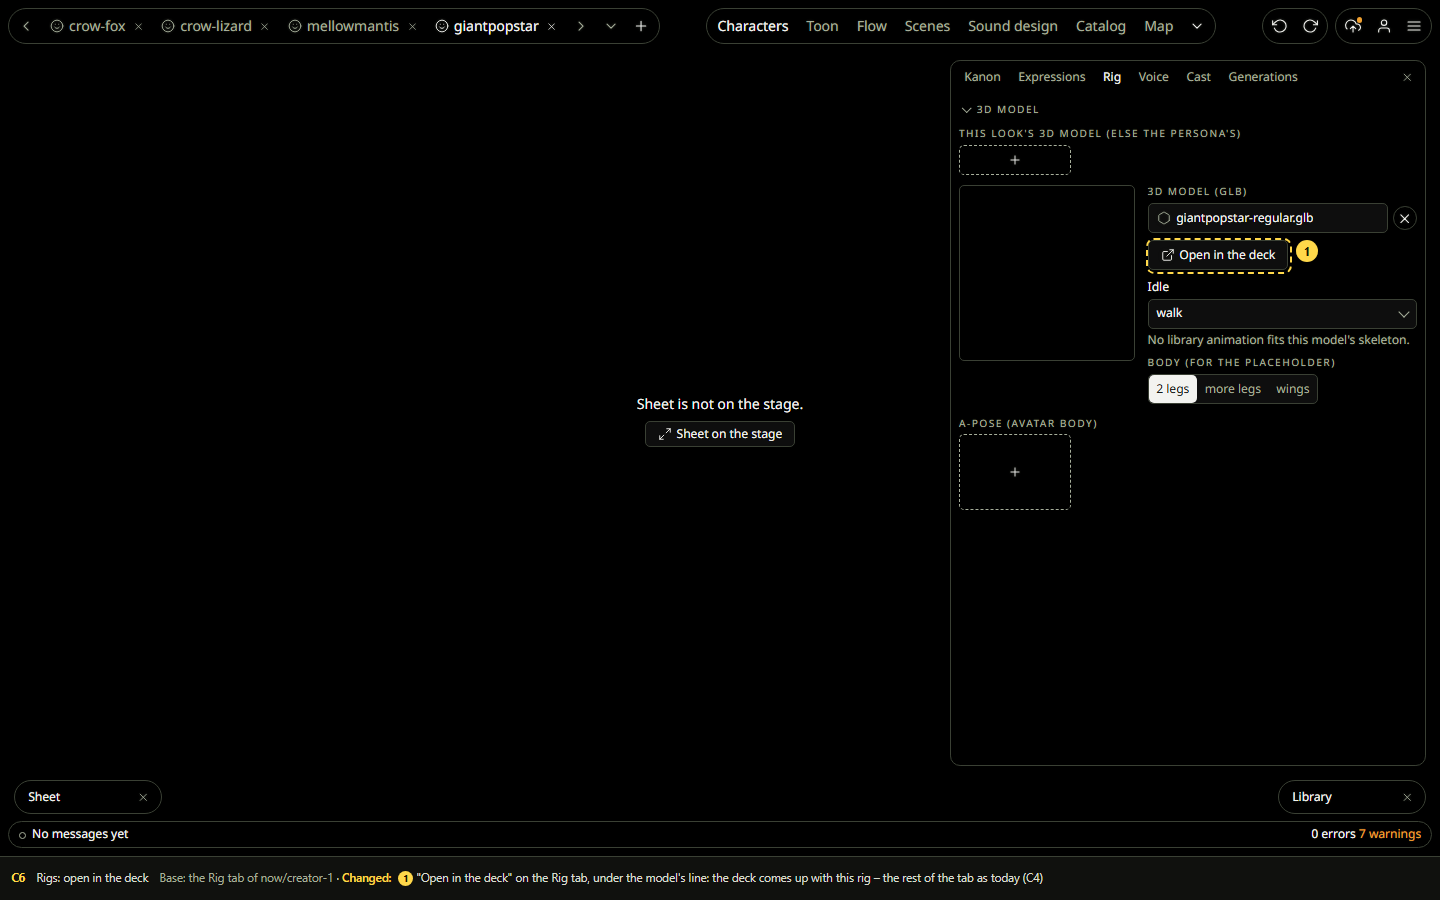 crow-fox crow-lizard mellowmantis giantpopstar
Characters Toon Flow Scenes Sound design Catalog Map
Kanon Expressions Rig Voice Cast Generations
3D MODEL
THIS LOOK'S 3D MODEL (ELSE THE PERSONA'S)
3D MODEL (GLB)
giantpopstar-regular.glb
Open in the deck 1
Idle
walk
No library animation fits this model's skeleton.
BODY (FOR THE PLACEHOLDER)
2 legs more legs wings
A-POSE (AVATAR BODY)
Sheet is not on the stage.
Sheet on the stage
Sheet
Library
No messages yet
0 errors 7 warnings
C6 Rigs: open in the deck Base: the Rig tab of now/creator-1 · Changed: 1 "Open in the deck" on the Rig tab, under the model's line: the deck comes up with this rig – the rest of the tab as today (C4)